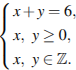 x+y=6,
x, y≥0,
x, y∈ℤ.